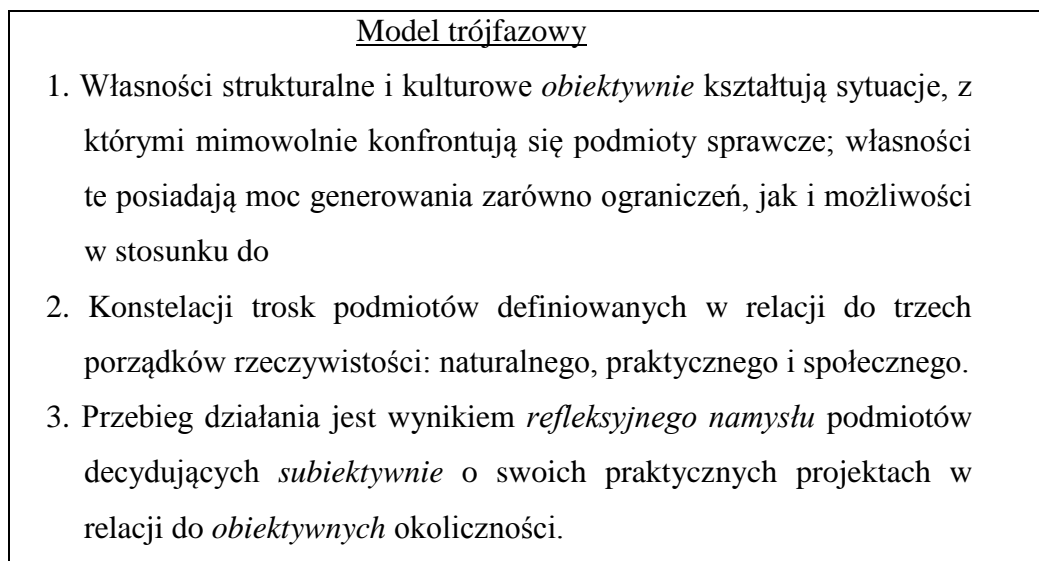 Model trójfazowy
1. Własności strukturalne i kulturowe obiektywnie kształtują sytuacje, z
którymi mimowolnie konfrontują się podmioty sprawcze; własności
te posiadają moc generowania zarówno ograniczeń, jak i możliwości
w stosunku do
2. Konstelacji trosk podmiotów definiowanych w relacji do trzech
porządków rzeczywistości: naturalnego, praktycznego i społecznego.
3. Przebieg działania jest wynikiem refleksyjnego namysłu podmiotów
decydujących subiektywnie o swoich praktycznych projektach w
relacji do obiektywnych okoliczności.